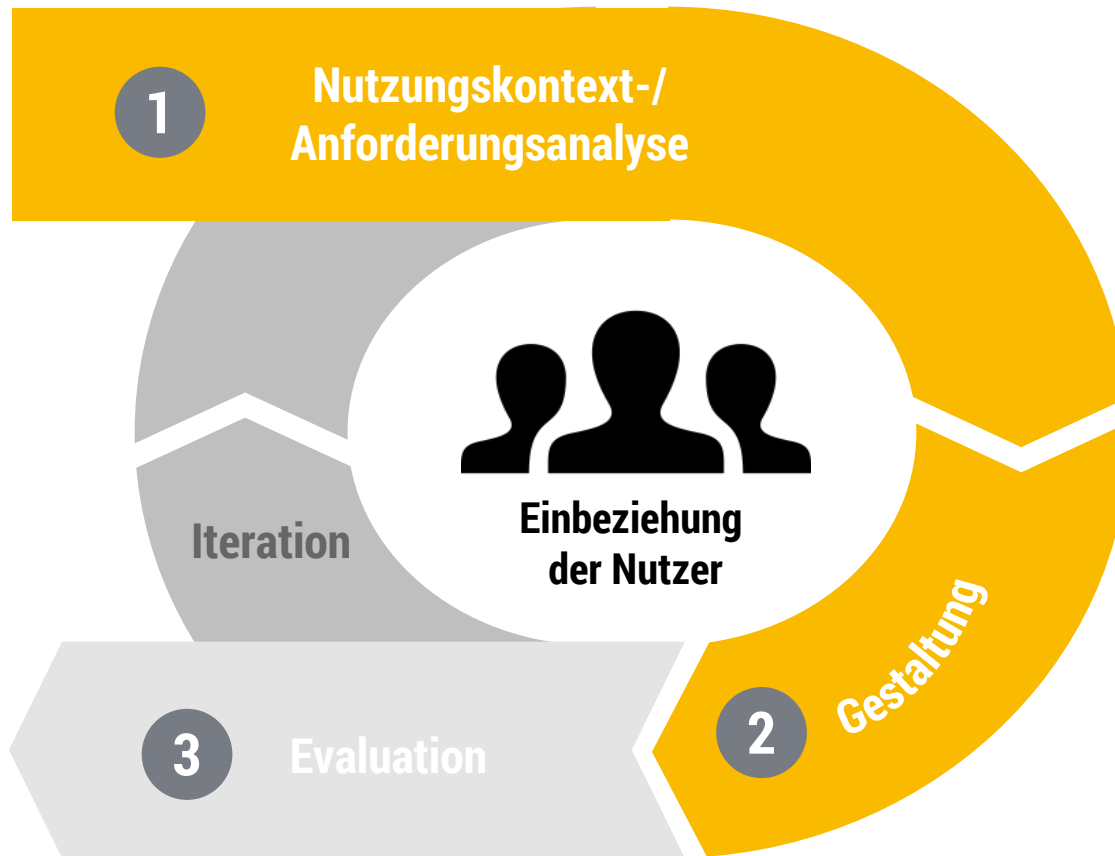 1
Nutzungskontext-/
Anforderungsanalyse
Einbeziehung
der Nutzer
Iteration
Gestaltung
2
3
Evaluation